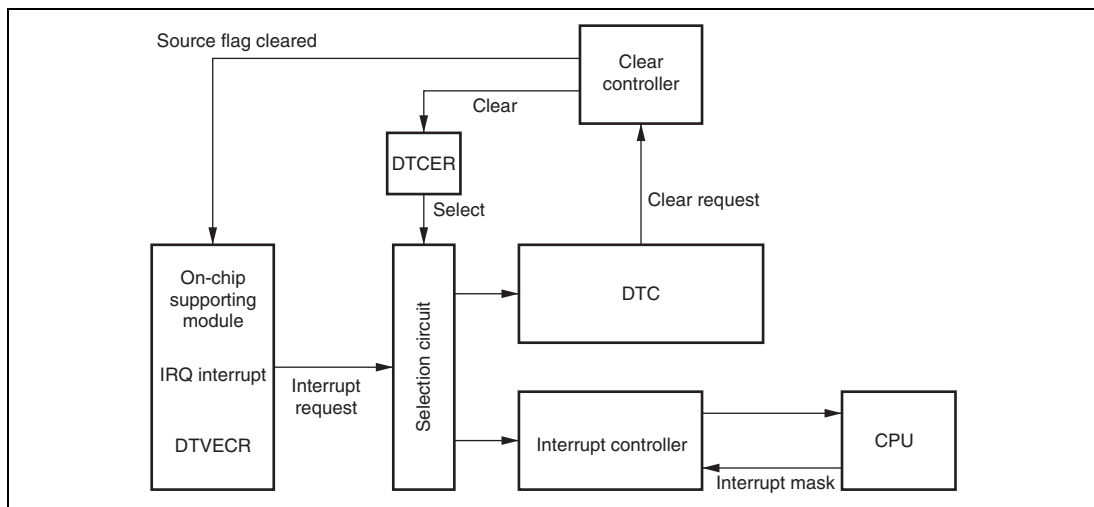 Source flag cleared
Clear
controller
Clear
DTCER
Clear request
Select
On-chip
supporting
module
DTC
Selection circuit
IRQ interrupt
Interrupt
request
DTVECR
Interrupt controller
CPU
Interrupt mask